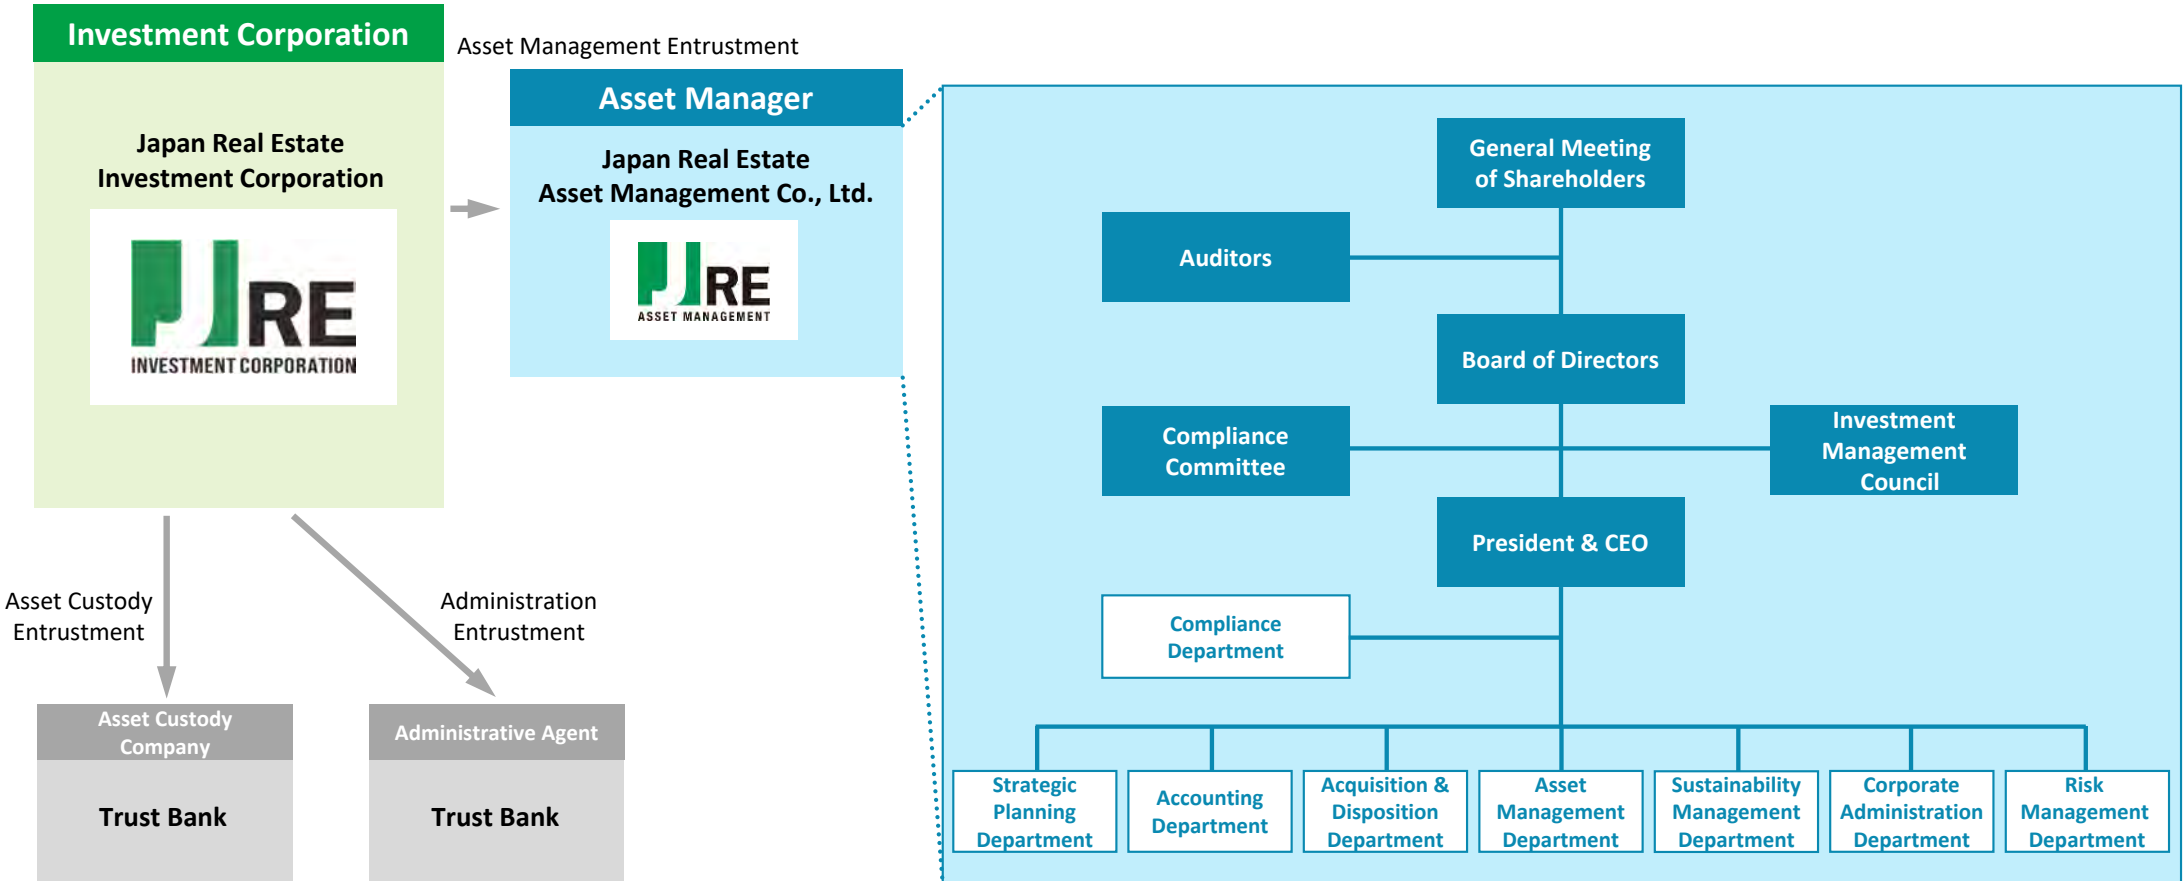 Investment Corporation
Japan Real Estate
Investment Corporation
JRE
INVESTMENT CORPORATION
Asset Management Entrustment
Asset Manager
Japan Real Estate
Asset Management Co., Ltd.
JRE
ASSET MANAGEMENT
Asset Custody
Entrustment
Administration
Entrustment
Asset Custody
Company
Trust Bank
Administrative Agent
Trust Bank
General Meeting
of Shareholders
Auditors
Board of Directors
Compliance
Committee
Investment
Management
Council
President & CEO
Compliance
Department
Strategic
Planning
Department
Accounting
Department
Acquisition &
Disposition
Department
Asset
Management
Department
Sustainability
Management
Department
Corporate
Administration
Department
Risk
Management
Department